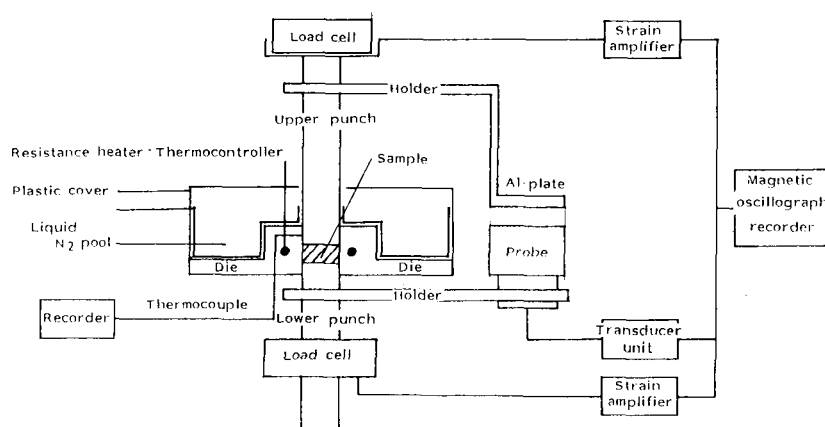 Load cell
Strain
amplifier
Holder
Upper punch
Resistance heater · Thermocontroller
Sample
Plastic cover
Al-plate
Magnetic
oscillograph
recorder
Liquid
N2 pool
Probe
Die
Die
Thermocouple
Holder
Recorder
Lower punch
Transducer
unit
Load cell
Strain
amplifier